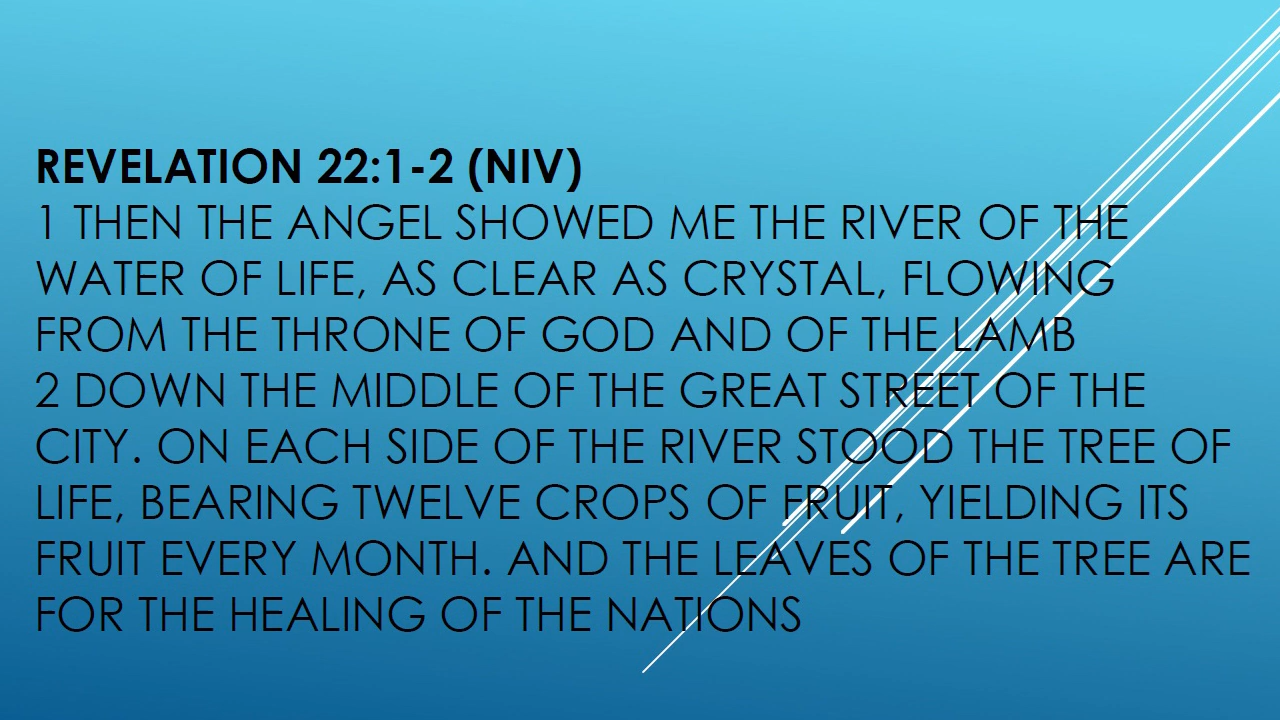 REVELATION 22:1-2 (NIV)
1 THEN THE ANGEL SHOWED ME THE RIVER OF THE
WATER OF LIFE, AS CLEAR AS CRYSTAL, FLOWING
FROM THE THRONE OF GOD AND OF THE LAMB
2 DOWN THE MIDDLE OF THE GREAT STREET OF THE
CITY. ON EACH SIDE OF THE RIVER STOOD THE TREE OF
LIFE, BEARING TWELVE CROPS OF FRUIT, YIELDING ITS
FRUIT EVERY MONTH. AND THE LEAVES OF THE TREE ARE
FOR THE HEALING OF THE NATIONS